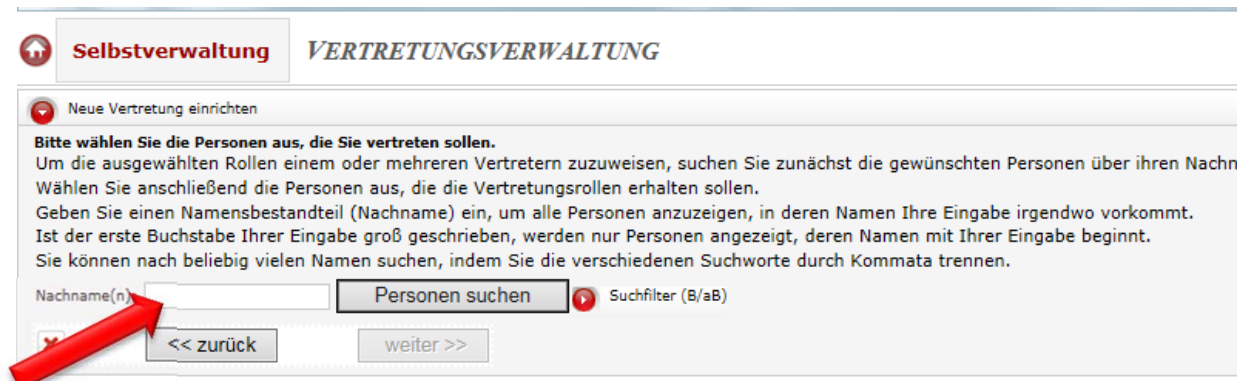 Selbstverwaltung VERTRETUNGSVERWALTUNG
Neue Vertretung einrichten
Bitte wählen Sie die Personen aus, die Sie vertreten sollen.
Um die ausgewählten Rollen einem oder mehreren Vertretern zuzuweisen, suchen Sie zunächst die gewünschten Personen über ihren Nachn
Wählen Sie anschließend die Personen aus, die die Vertretungsrollen erhalten sollen.
Geben Sie einen Namensbestandteil (Nachname) ein, um alle Personen anzuzeigen, in deren Namen Ihre Eingabe irgendwo vorkommt.
Ist der erste Buchstabe Ihrer Eingabe groß geschrieben, werden nur Personen angezeigt, deren Namen mit Ihrer Eingabe beginnt.
Sie können nach beliebig vielen Namen suchen, indem Sie die verschiedenen Suchworte durch Kommata trennen.
Nachname(n) Personen suchen Suchfilter (B/aB)
<< zurück weiter >>